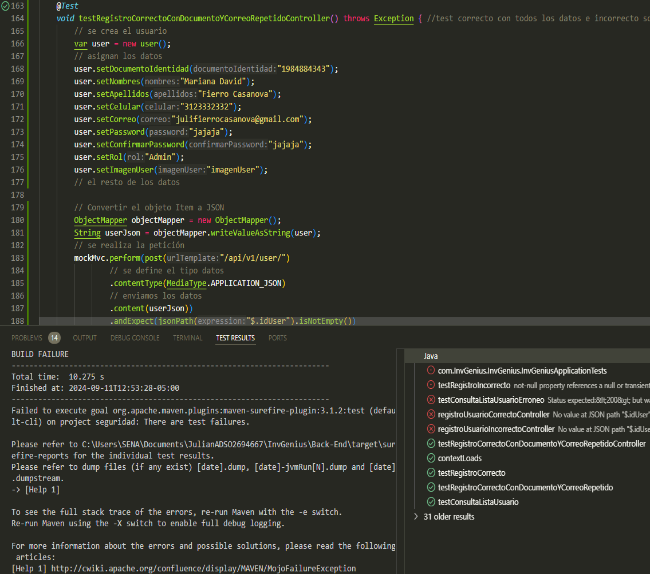 163 @Test
164 void testRegistroCorrectoConDocumentoYCorreoRepetidoController() throws Exception { //test correcto con todos los datos e incorrecto
165 // se crea el usuario
166 var user = new user();
167 // asignan los datos
168 user.setDocumentoIdentidad(documentoIdentidad:"1984884343");
169 user.setNombres(nombres:"Mariana David");
170 user.setApellidos(apellidos:"Fierro Casanova");
171 user.setCelular(celular:"3123332332");
172 user.setCorreo(correo:"julifierrocasanova@gmail.com");
173 user.setPassword(password:"jajaja");
174 user.setConfirmarPassword(confirmarPassword:"jajaja");
175 user.setRol(rol:"Admin");
176 user.setImagenUser(imagenUser:"imagenUser");
177 // el resto de los datos
178
179 // Convertir el objeto Item a JSON
180 ObjectMapper objectMapper = new ObjectMapper();
181 String userJson = objectMapper.writeValueAsString(user);
182 // se realiza la petición
183 mockMvc.perform(post(urlTemplate:"/api/v1/user/")
184 // se define el tipo datos
185 .contentType(MediaType.APPLICATION_JSON)
186 // enviamos los datos
187 .content(userJson))
188 .andExpect(jsonPath(expression:"$.idUser").isNotEmpty())
PROBLEMS 14 OUTPUT DEBUG CONSOLE TERMINAL TEST RESULTS PORTS
BUILD FAILURE
------------------------------------------------------------------------
Total time:  10.275 s
Finished at: 2024-09-11T12:53:28-05:00
------------------------------------------------------------------------
Failed to execute goal org.apache.maven.plugins:maven-surefire-plugin:3.1.2:test (defau
lt-cli) on project seguridad: There are test failures.

Please refer to C:\Users\SENA\Documents\JulianADSO2694667\InvGenius\Back-End\target\sur
efire-reports for the individual test results.
Please refer to dump files (if any exist) [date].dump, [date]-jvmRun[N].dump and [date]
.dumpstream.
-> [Help 1]

To see the full stack trace of the errors, re-run Maven with the -e switch.
Re-run Maven using the -X switch to enable full debug logging.

For more information about the errors and possible solutions, please read the following
articles:
[Help 1] http://cwiki.apache.org/confluence/display/MAVEN/MojoFailureException
Java
com.InvGenius.InvGenius.InvGeniusApplicationTests
testRegistroIncorrecto not-null property references a null or transient
testConsultaListaUsuarioErroneo Status expected:&lt;200&gt; but w
registroUsuarioCorrectoController No value at JSON path "$.idUser"
registroUsuarioIncorrectoController No value at JSON path "$.idUse
testRegistroCorrectoConDocumentoYCorreoRepetidoController
contextLoads
testRegistroCorrecto
testRegistroCorrectoConDocumentoYCorreoRepetido
testConsultaListaUsuario
31 older results